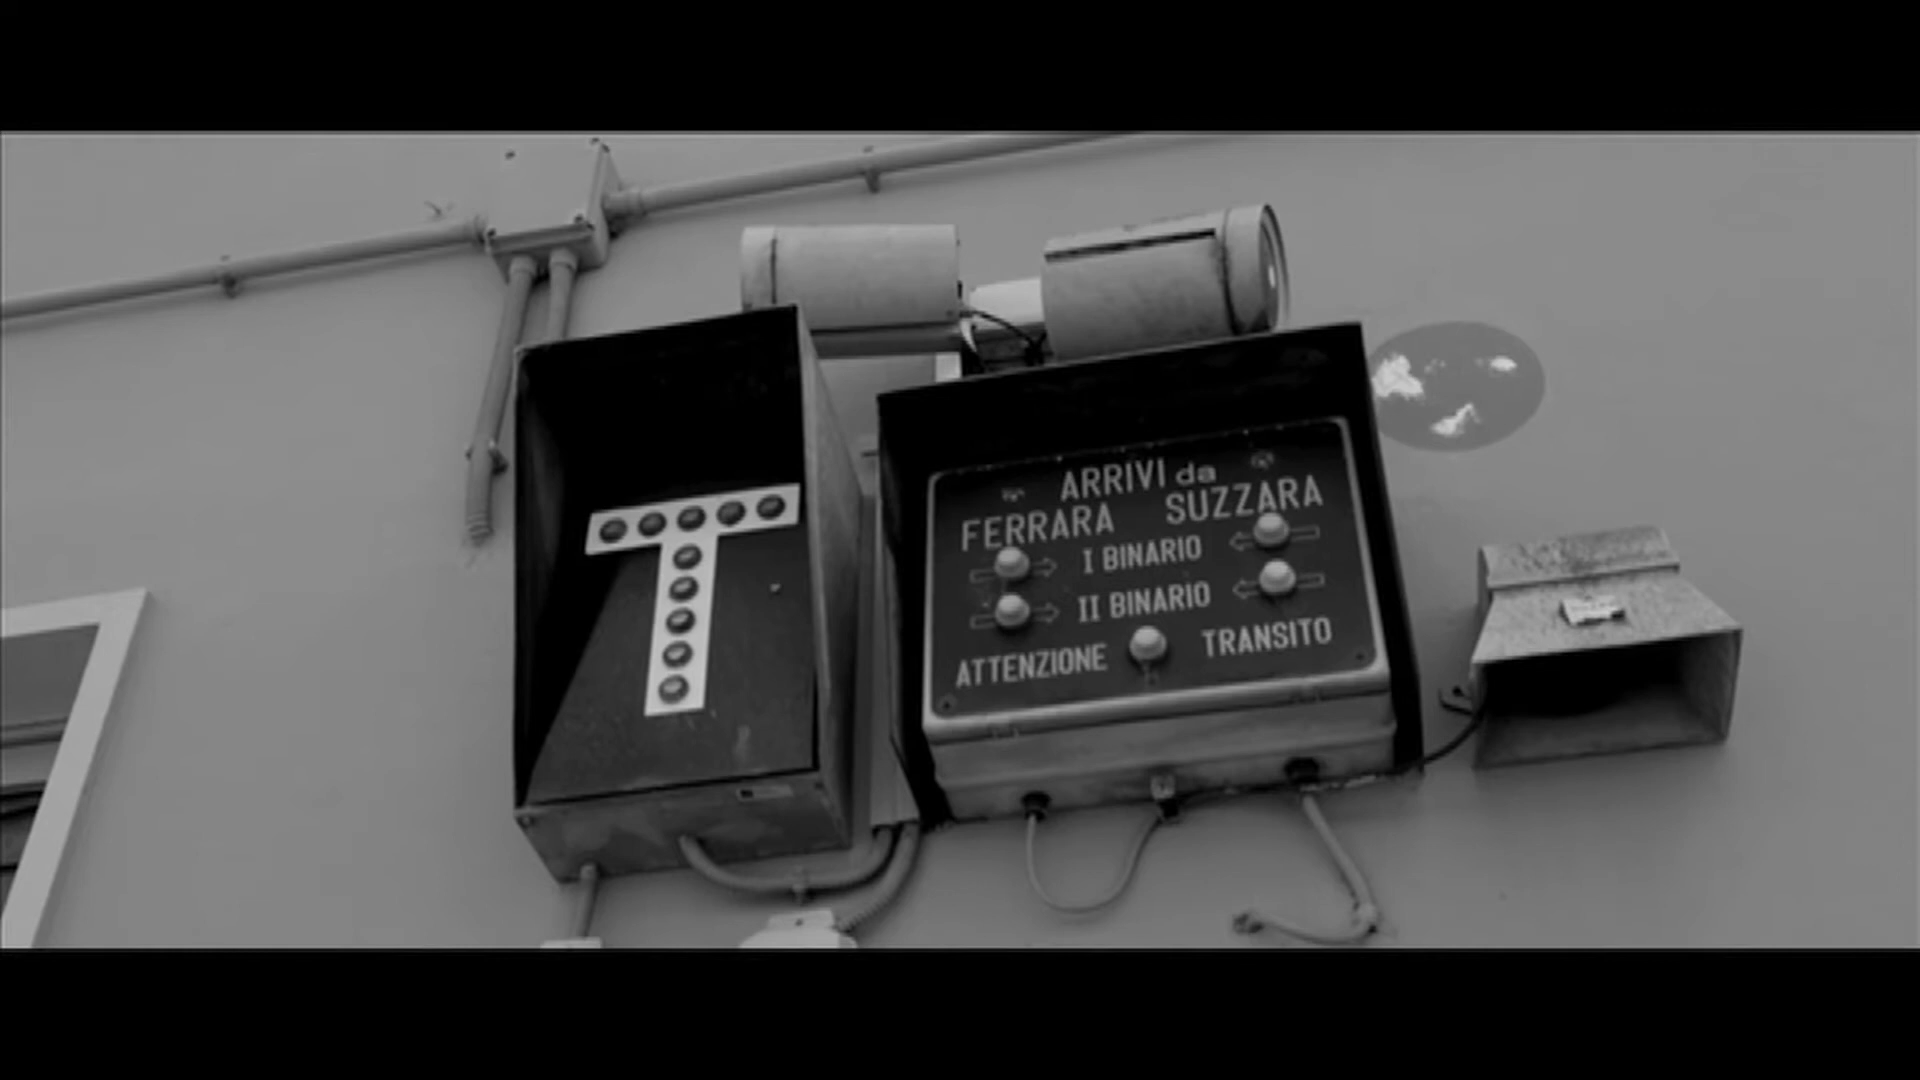 T
ARRIVI da
FERRARA SUZZARA
I BINARIO
II BINARIO
ATTENZIONE TRANSITO